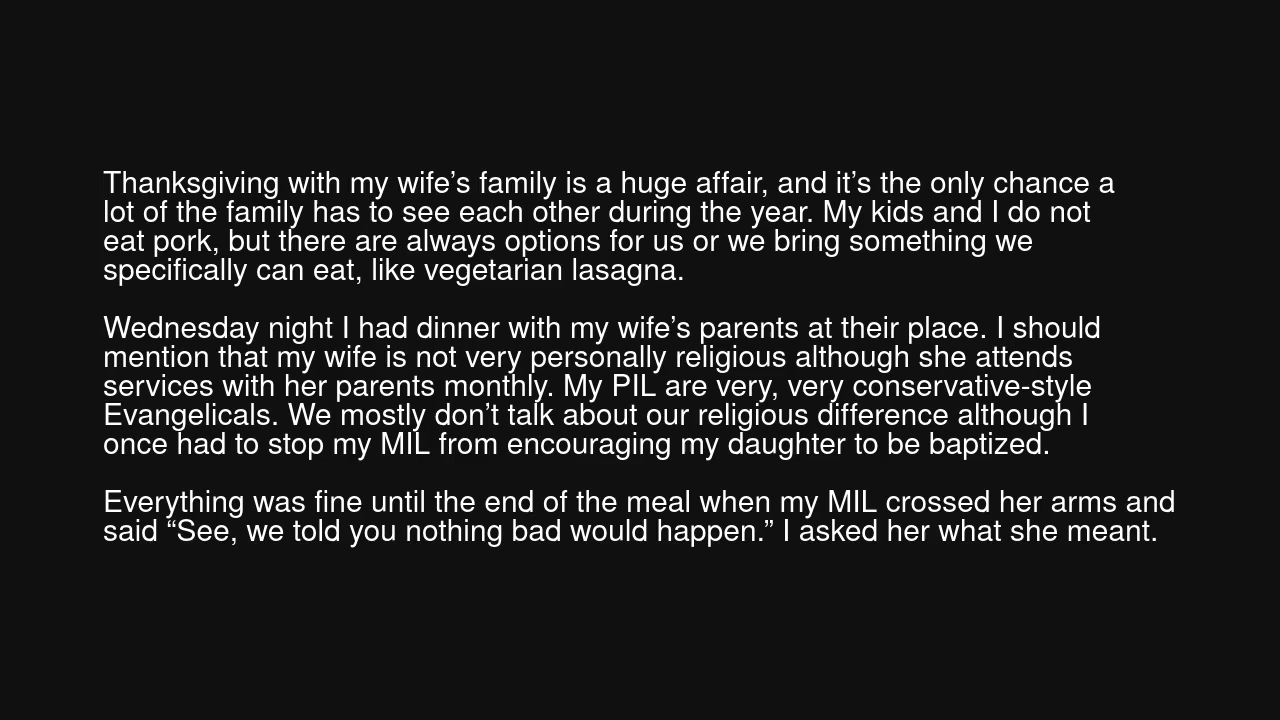 Thanksgiving with my wife’s family is a huge affair, and it’s the only chance a
lot of the family has to see each other during the year. My kids and I do not
eat pork, but there are always options for us or we bring something we
specifically can eat, like vegetarian lasagna.
Wednesday night I had dinner with my wife’s parents at their place. I should
mention that my wife is not very personally religious although she attends
services with her parents monthly. My PIL are very, very conservative-style
Evangelicals. We mostly don’t talk about our religious difference although I
once had to stop my MIL from encouraging my daughter to be baptized.
Everything was fine until the end of the meal when my MIL crossed her arms and
said “See, we told you nothing bad would happen.” I asked her what she meant.